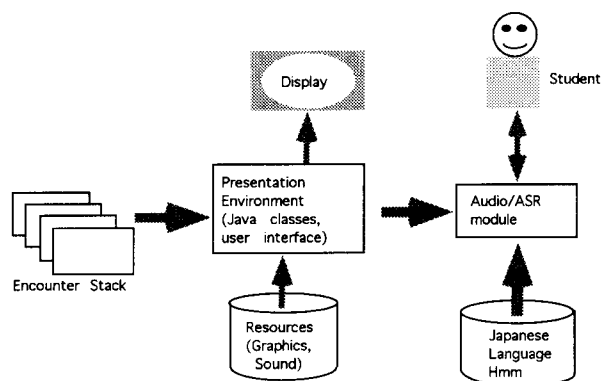 Display
Student
Presentation
Environment
(Java classes,
user interface)
Audio/ASR
module
Encounter Stack
Resources
(Graphics,
Sound)
Japanese
Language
Hmm